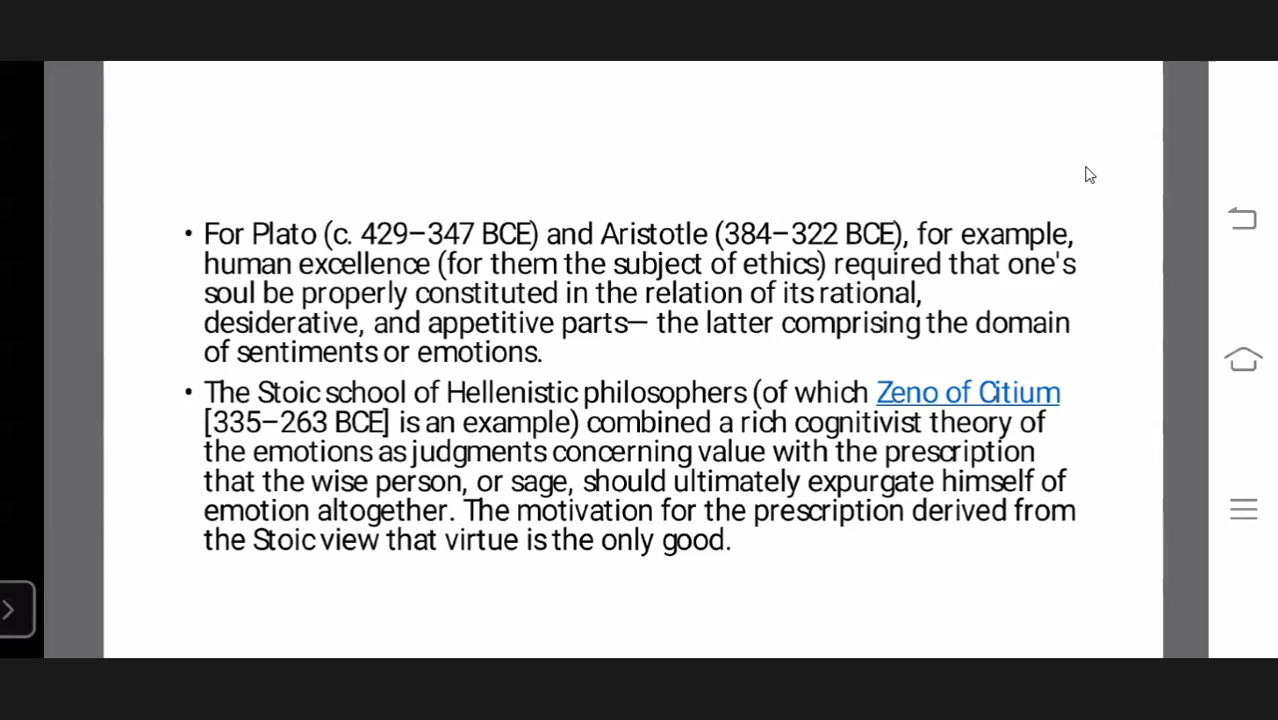 • For Plato (c. 429–347 BCE) and Aristotle (384–322 BCE), for example,
human excellence (for them the subject of ethics) required that one's
soul be properly constituted in the relation of its rational,
desiderative, and appetitive parts— the latter comprising the domain
of sentiments or emotions.
• The Stoic school of Hellenistic philosophers (of which Zeno of Citium
[335–263 BCE] is an example) combined a rich cognitivist theory of
the emotions as judgments concerning value with the prescription
that the wise person, or sage, should ultimately expurgate himself of
emotion altogether. The motivation for the prescription derived from
the Stoic view that virtue is the only good.